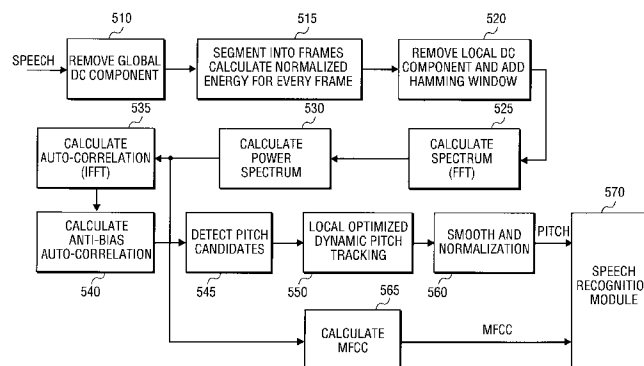 510
515
520
SPEECH
REMOVE GLOBAL
DC COMPONENT
SEGMENT INTO FRAMES
CALCULATE NORMALIZED
ENERGY FOR EVERY FRAME
REMOVE LOCAL DC
COMPONENT AND ADD
HAMMING WINDOW
535
530
525
CALCULATE
AUTO-CORRELATION
(IFFT)
CALCULATE
POWER
SPECTRUM
CALCULATE
SPECTRUM
(FFT)
570
CALCULATE
ANTI-BIAS
AUTO-CORRELATION
DETECT PITCH
CANDIDATES
LOCAL OPTIMIZED
DYNAMIC PITCH
TRACKING
SMOOTH AND
NORMALIZATION
PITCH
540
545
550
560
565
SPEECH
RECOGNITION
MODULE
CALCULATE
MFCC
MFCC